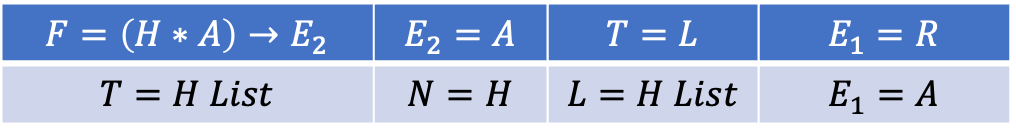 F = (H * A) → E₂ E₂ = A T = L E₁ = R
T = H List N = H L = H List E₁ = A